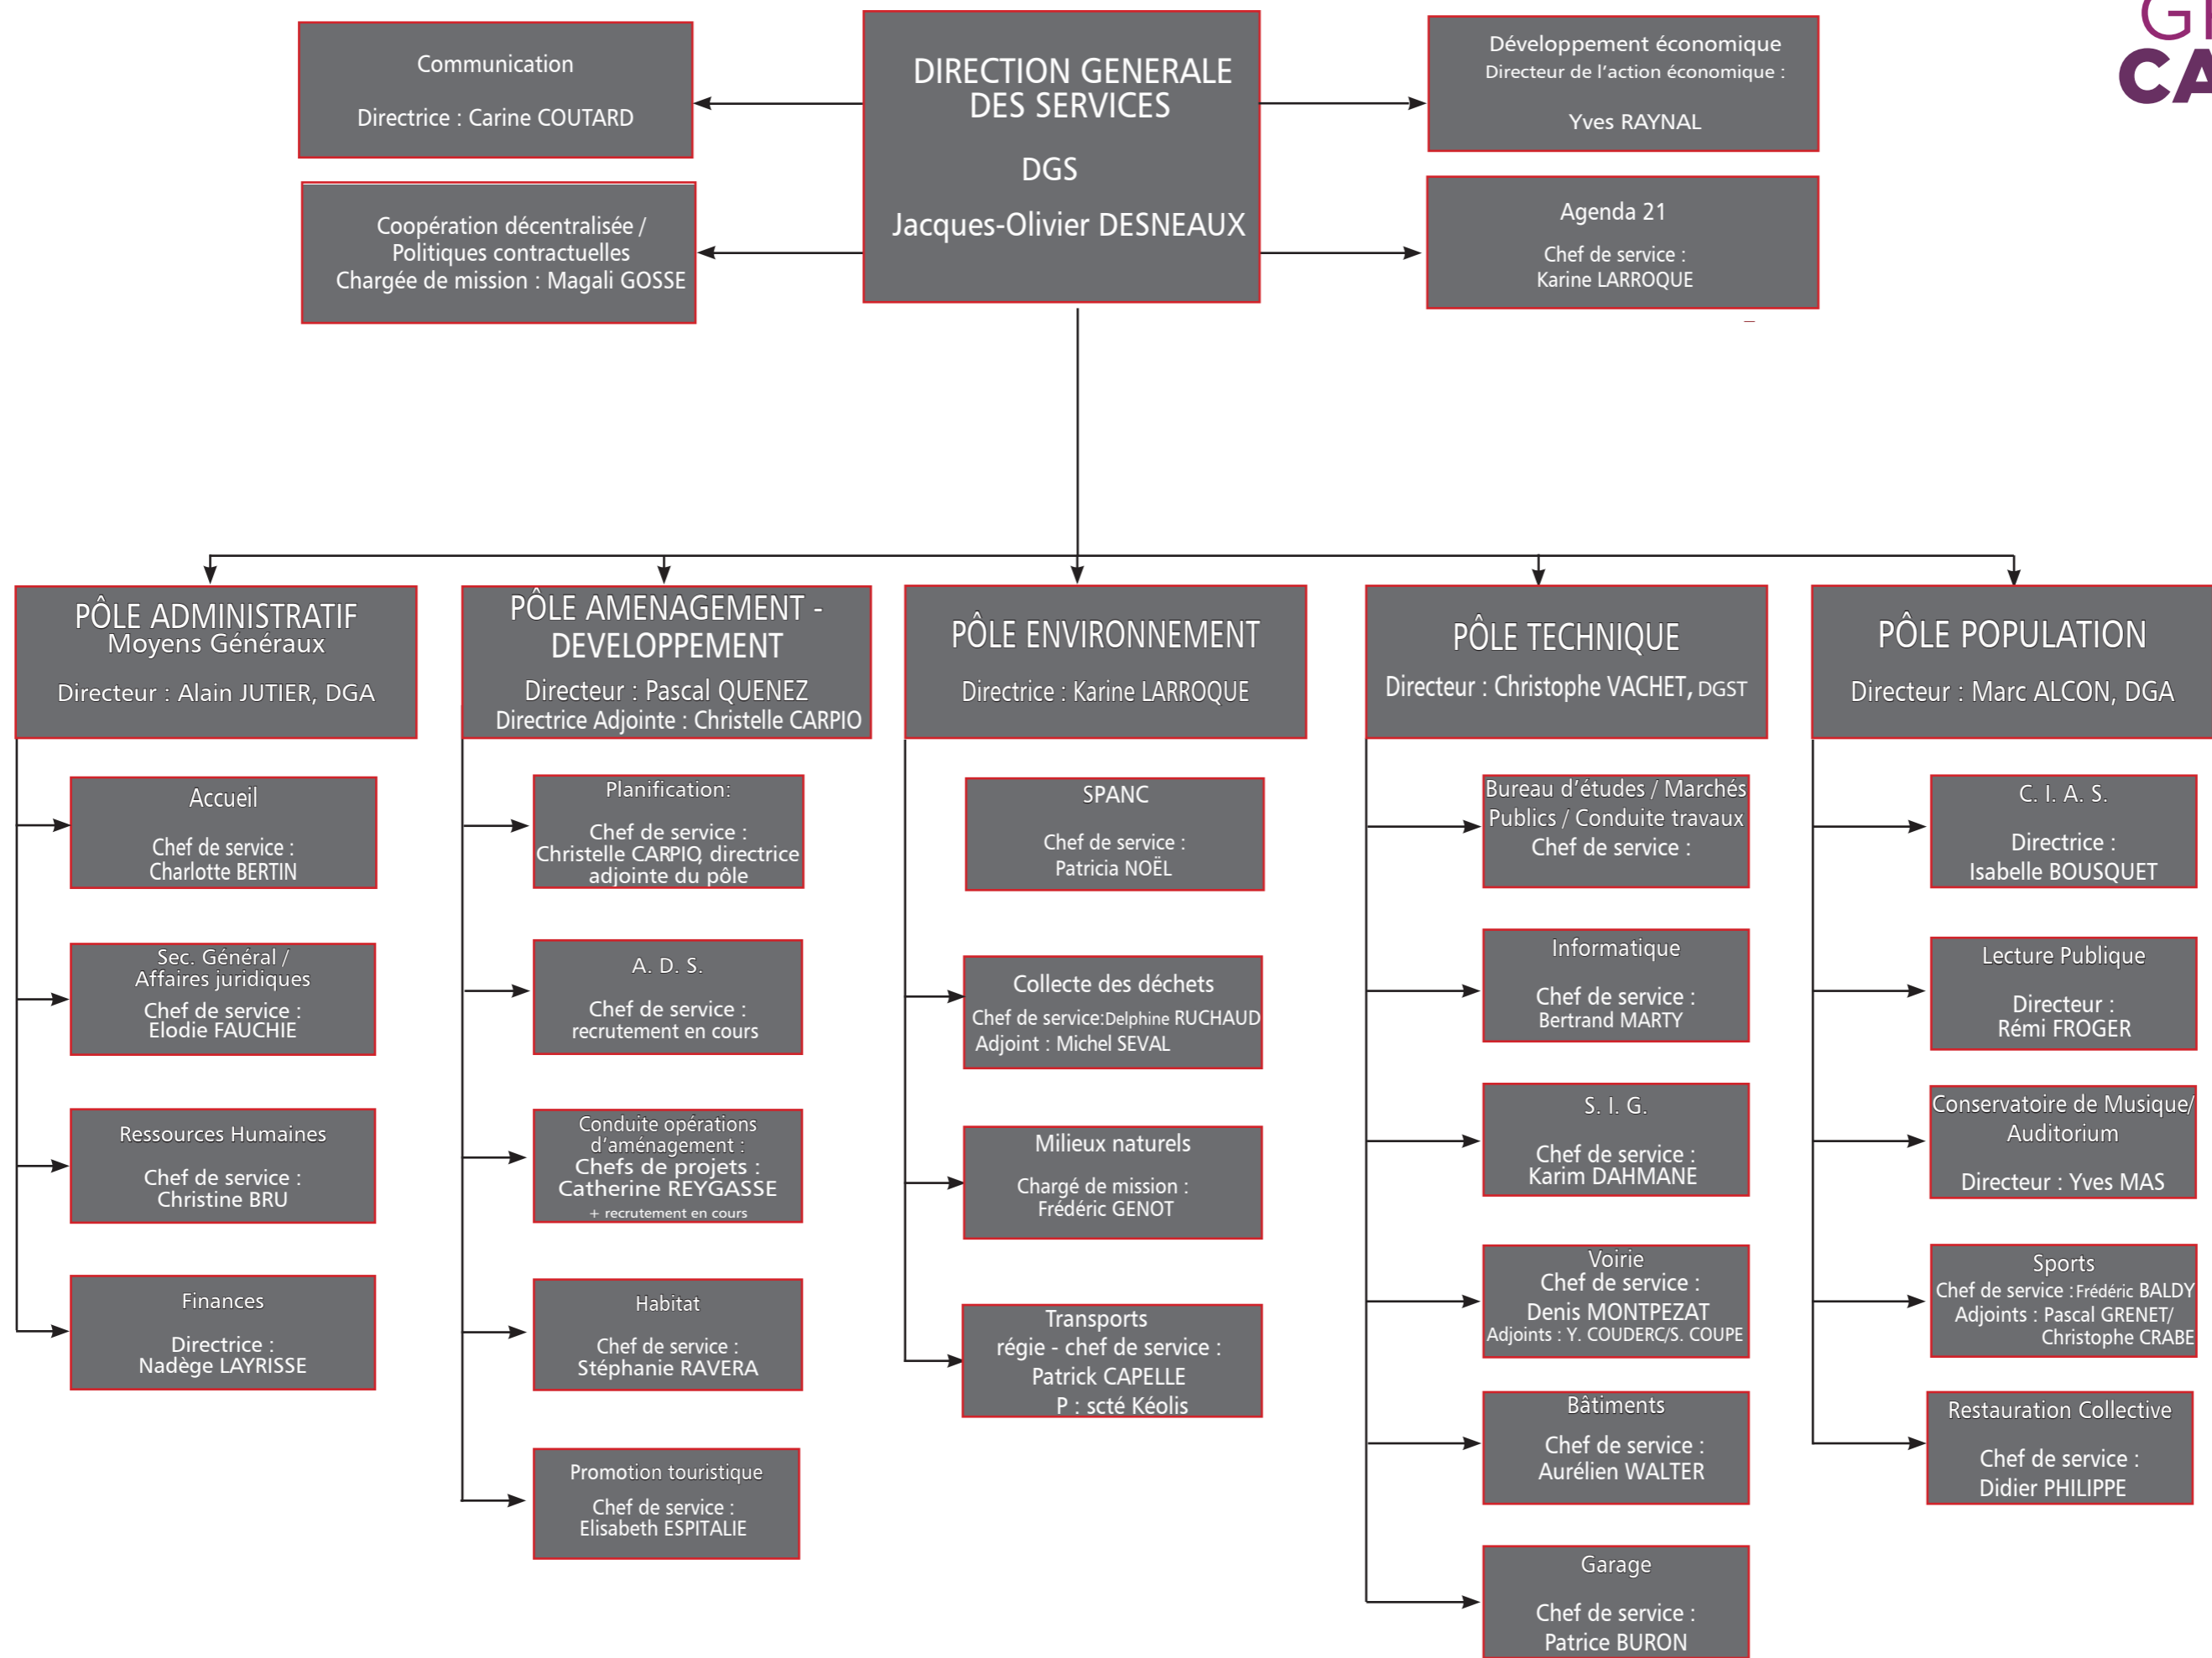 Communication
Directrice : Carine COUTARD
Coopération décentralisée /
Politiques contractuelles
Chargée de mission : Magali GOSSE
DIRECTION GENERALE
DES SERVICES
DGS
Jacques-Olivier DESNEAUX
Développement économique
Directeur de l'action économique :
Yves RAYNAL
Agenda 21
Chef de service :
Karine LARROQUE
PÔLE ADMINISTRATIF
Moyens Généraux
Directeur : Alain JUTIER, DGA
Accueil
Chef de service :
Charlotte BERTIN
Sec. Général /
Affaires juridiques
Chef de service :
Elodie FAUCHIE
Ressources Humaines
Chef de service :
Christine BRU
Finances
Directrice :
Nadège LAYRISSE
PÔLE AMENAGEMENT -
DEVELOPPEMENT
Directeur : Pascal QUENEZ
Directrice Adjointe : Christelle CARPIO
Planification:
Chef de service :
Christelle CARPIO, directrice
adjointe du pôle
A. D. S.
Chef de service :
recrutement en cours
Conduite opérations
d'aménagement :
Chefs de projets :
Catherine REYGASSE
+ recrutement en cours
Habitat
Chef de service :
Stéphanie RAVERA
Promotion touristique
Chef de service :
Elisabeth ESPITALIE
PÔLE ENVIRONNEMENT
Directrice : Karine LARROQUE
SPANC
Chef de service :
Patricia NOËL
Collecte des déchets
Chef de service:Delphine RUCHAUD
Adjoint : Michel SEVAL
Milieux naturels
Chargé de mission :
Frédéric GENOT
Transports
régie - chef de service :
Patrick CAPELLE
P : scté Kéolis
PÔLE TECHNIQUE
Directeur : Christophe VACHET, DGST
Bureau d'études / Marchés
Publics / Conduite travaux
Chef de service :
Informatique
Chef de service :
Bertrand MARTY
S. I. G.
Chef de service :
Karim DAHMANE
Voirie
Chef de service :
Denis MONTPEZAT
Adjoints : Y. COUDERC/S. COUPE
Bâtiments
Chef de service :
Aurélien WALTER
Garage
Chef de service :
Patrice BURON
PÔLE POPULATION
Directeur : Marc ALCON, DGA
C. I. A. S.
Directrice :
Isabelle BOUSQUET
Lecture Publique
Directeur :
Rémi FROGER
Conservatoire de Musique/
Auditorium
Directeur : Yves MAS
Sports
Chef de service :Frédéric BALDY
Adjoints : Pascal GRENET/
Christophe CRABE
Restauration Collective
Chef de service :
Didier PHILIPPE